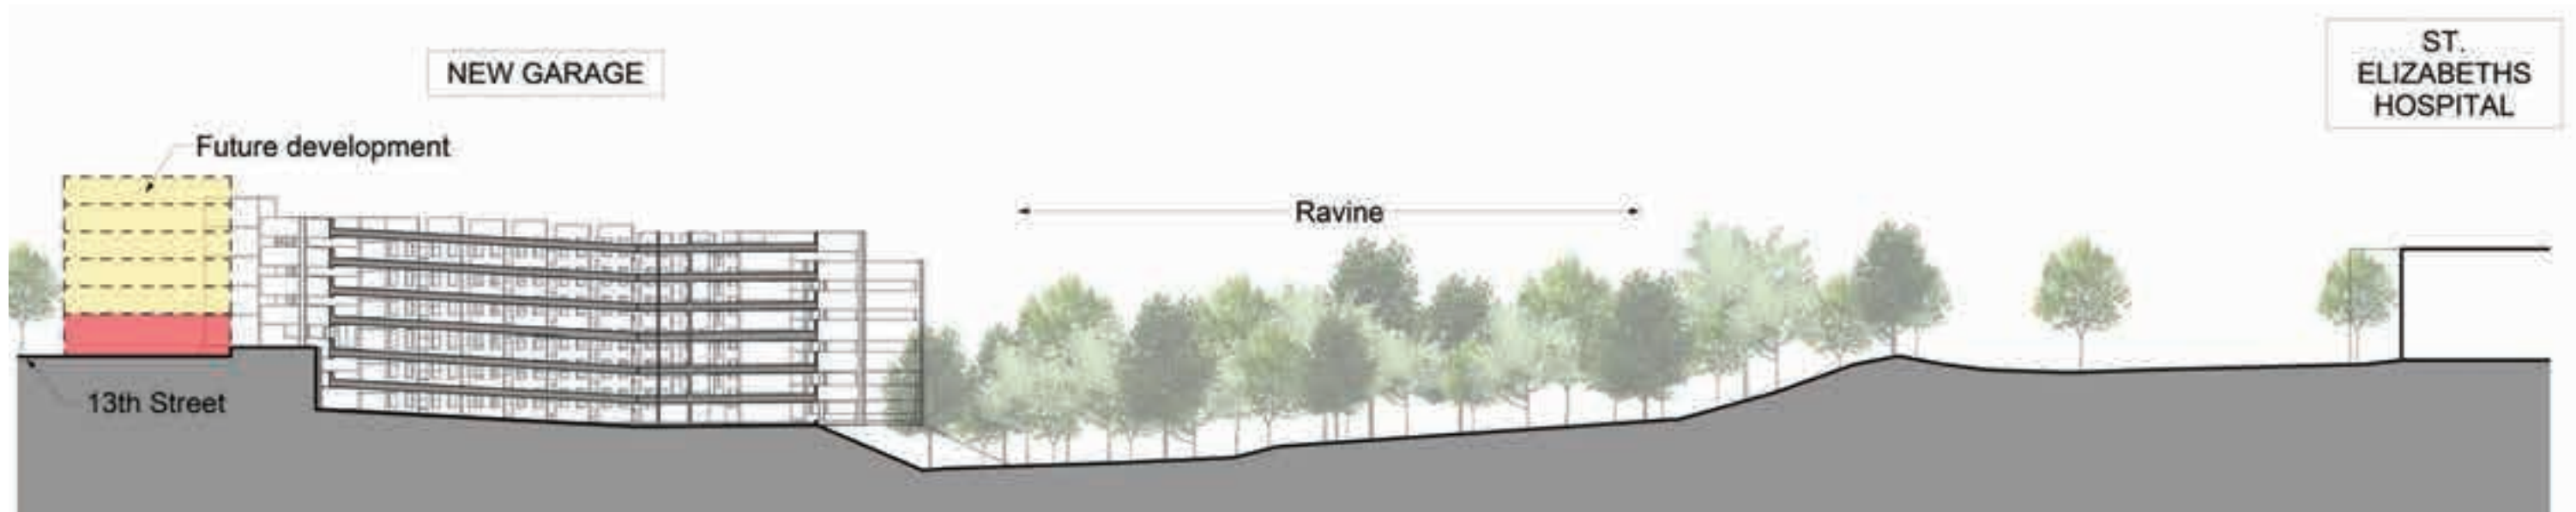 NEW GARAGE
ST.
ELIZABETHS
HOSPITAL
Future development
Ravine
13th Street